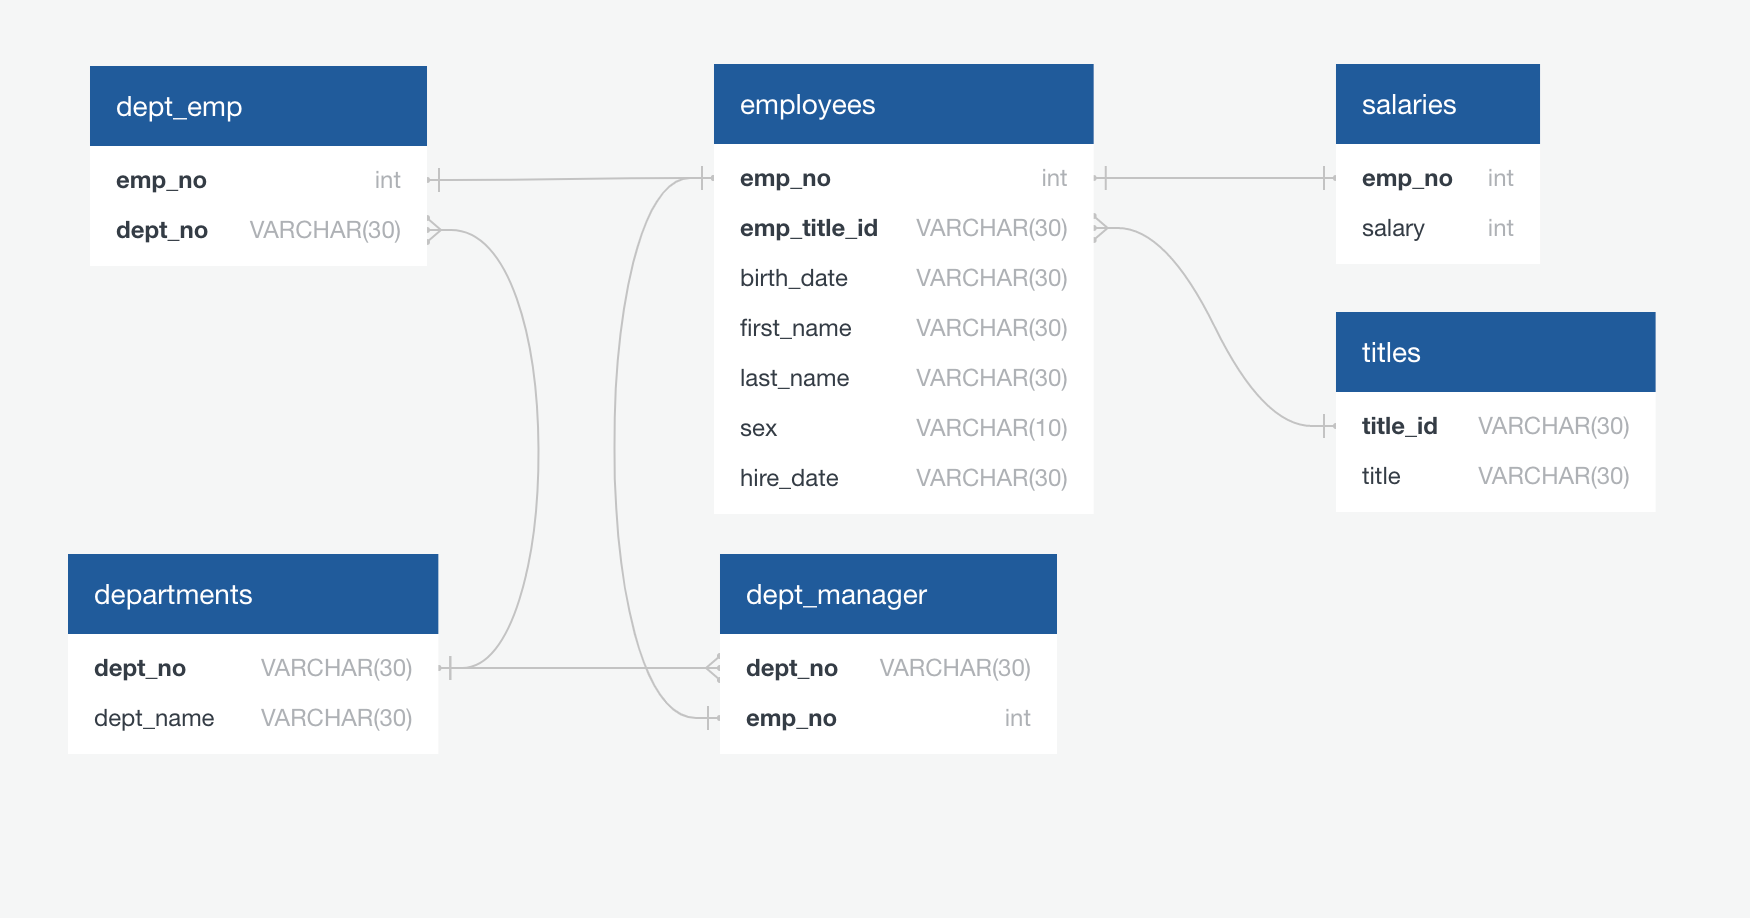 dept_emp
emp_no int
dept_no VARCHAR(30)
employees
emp_no int
emp_title_id VARCHAR(30)
birth_date VARCHAR(30)
first_name VARCHAR(30)
last_name VARCHAR(30)
sex VARCHAR(10)
hire_date VARCHAR(30)
salaries
emp_no int
salary int
titles
title_id VARCHAR(30)
title VARCHAR(30)
departments
dept_no VARCHAR(30)
dept_name VARCHAR(30)
dept_manager
dept_no VARCHAR(30)
emp_no int